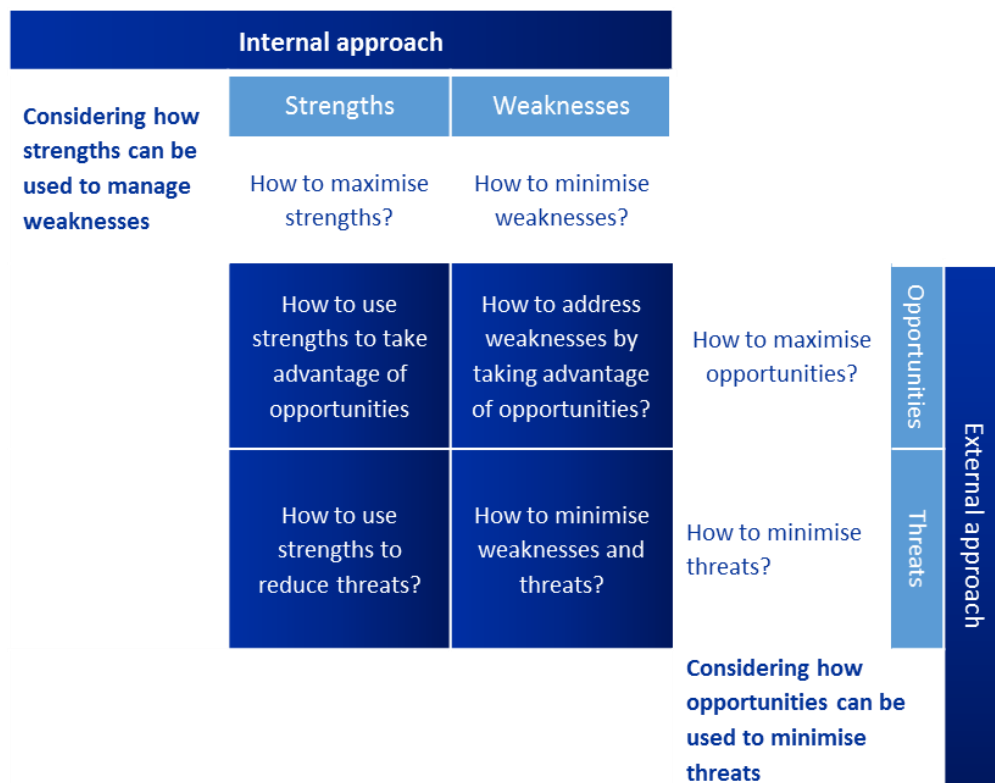 Internal approach
Considering how
strengths can be
used to manage
weaknesses
Strengths
Weaknesses
How to maximise
strengths?
How to minimise
weaknesses?
How to use
strengths to take
advantage of
opportunities
How to address
weaknesses by
taking advantage
of opportunities?
How to maximise
opportunities?
Opportunities
How to use
strengths to
reduce threats?
How to minimise
weaknesses and
threats?
How to minimise
threats?
Threats
External approach
Considering how
opportunities can be
used to minimise
threats